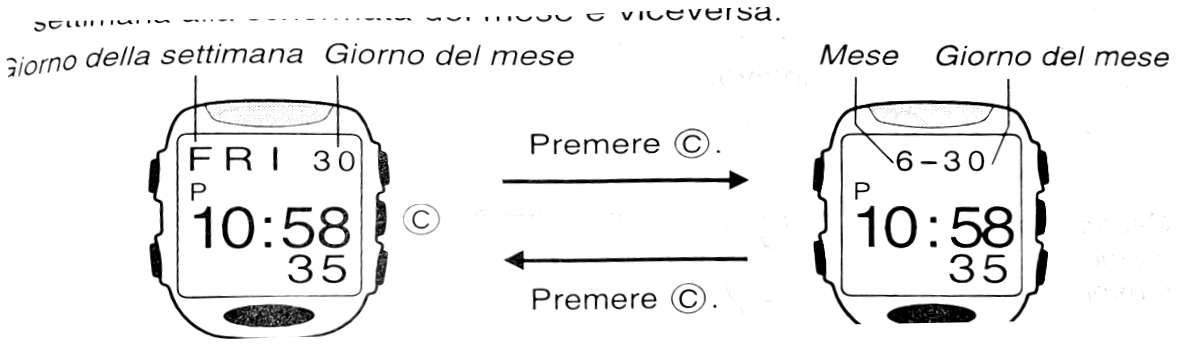 settimana alla schermata del mese e viceversa.
Giorno della settimana Giorno del mese
Mese Giorno del mese
FRI 30
P
10:58
35
C
Premere C.
Premere C.
6-30
P
10:58
35